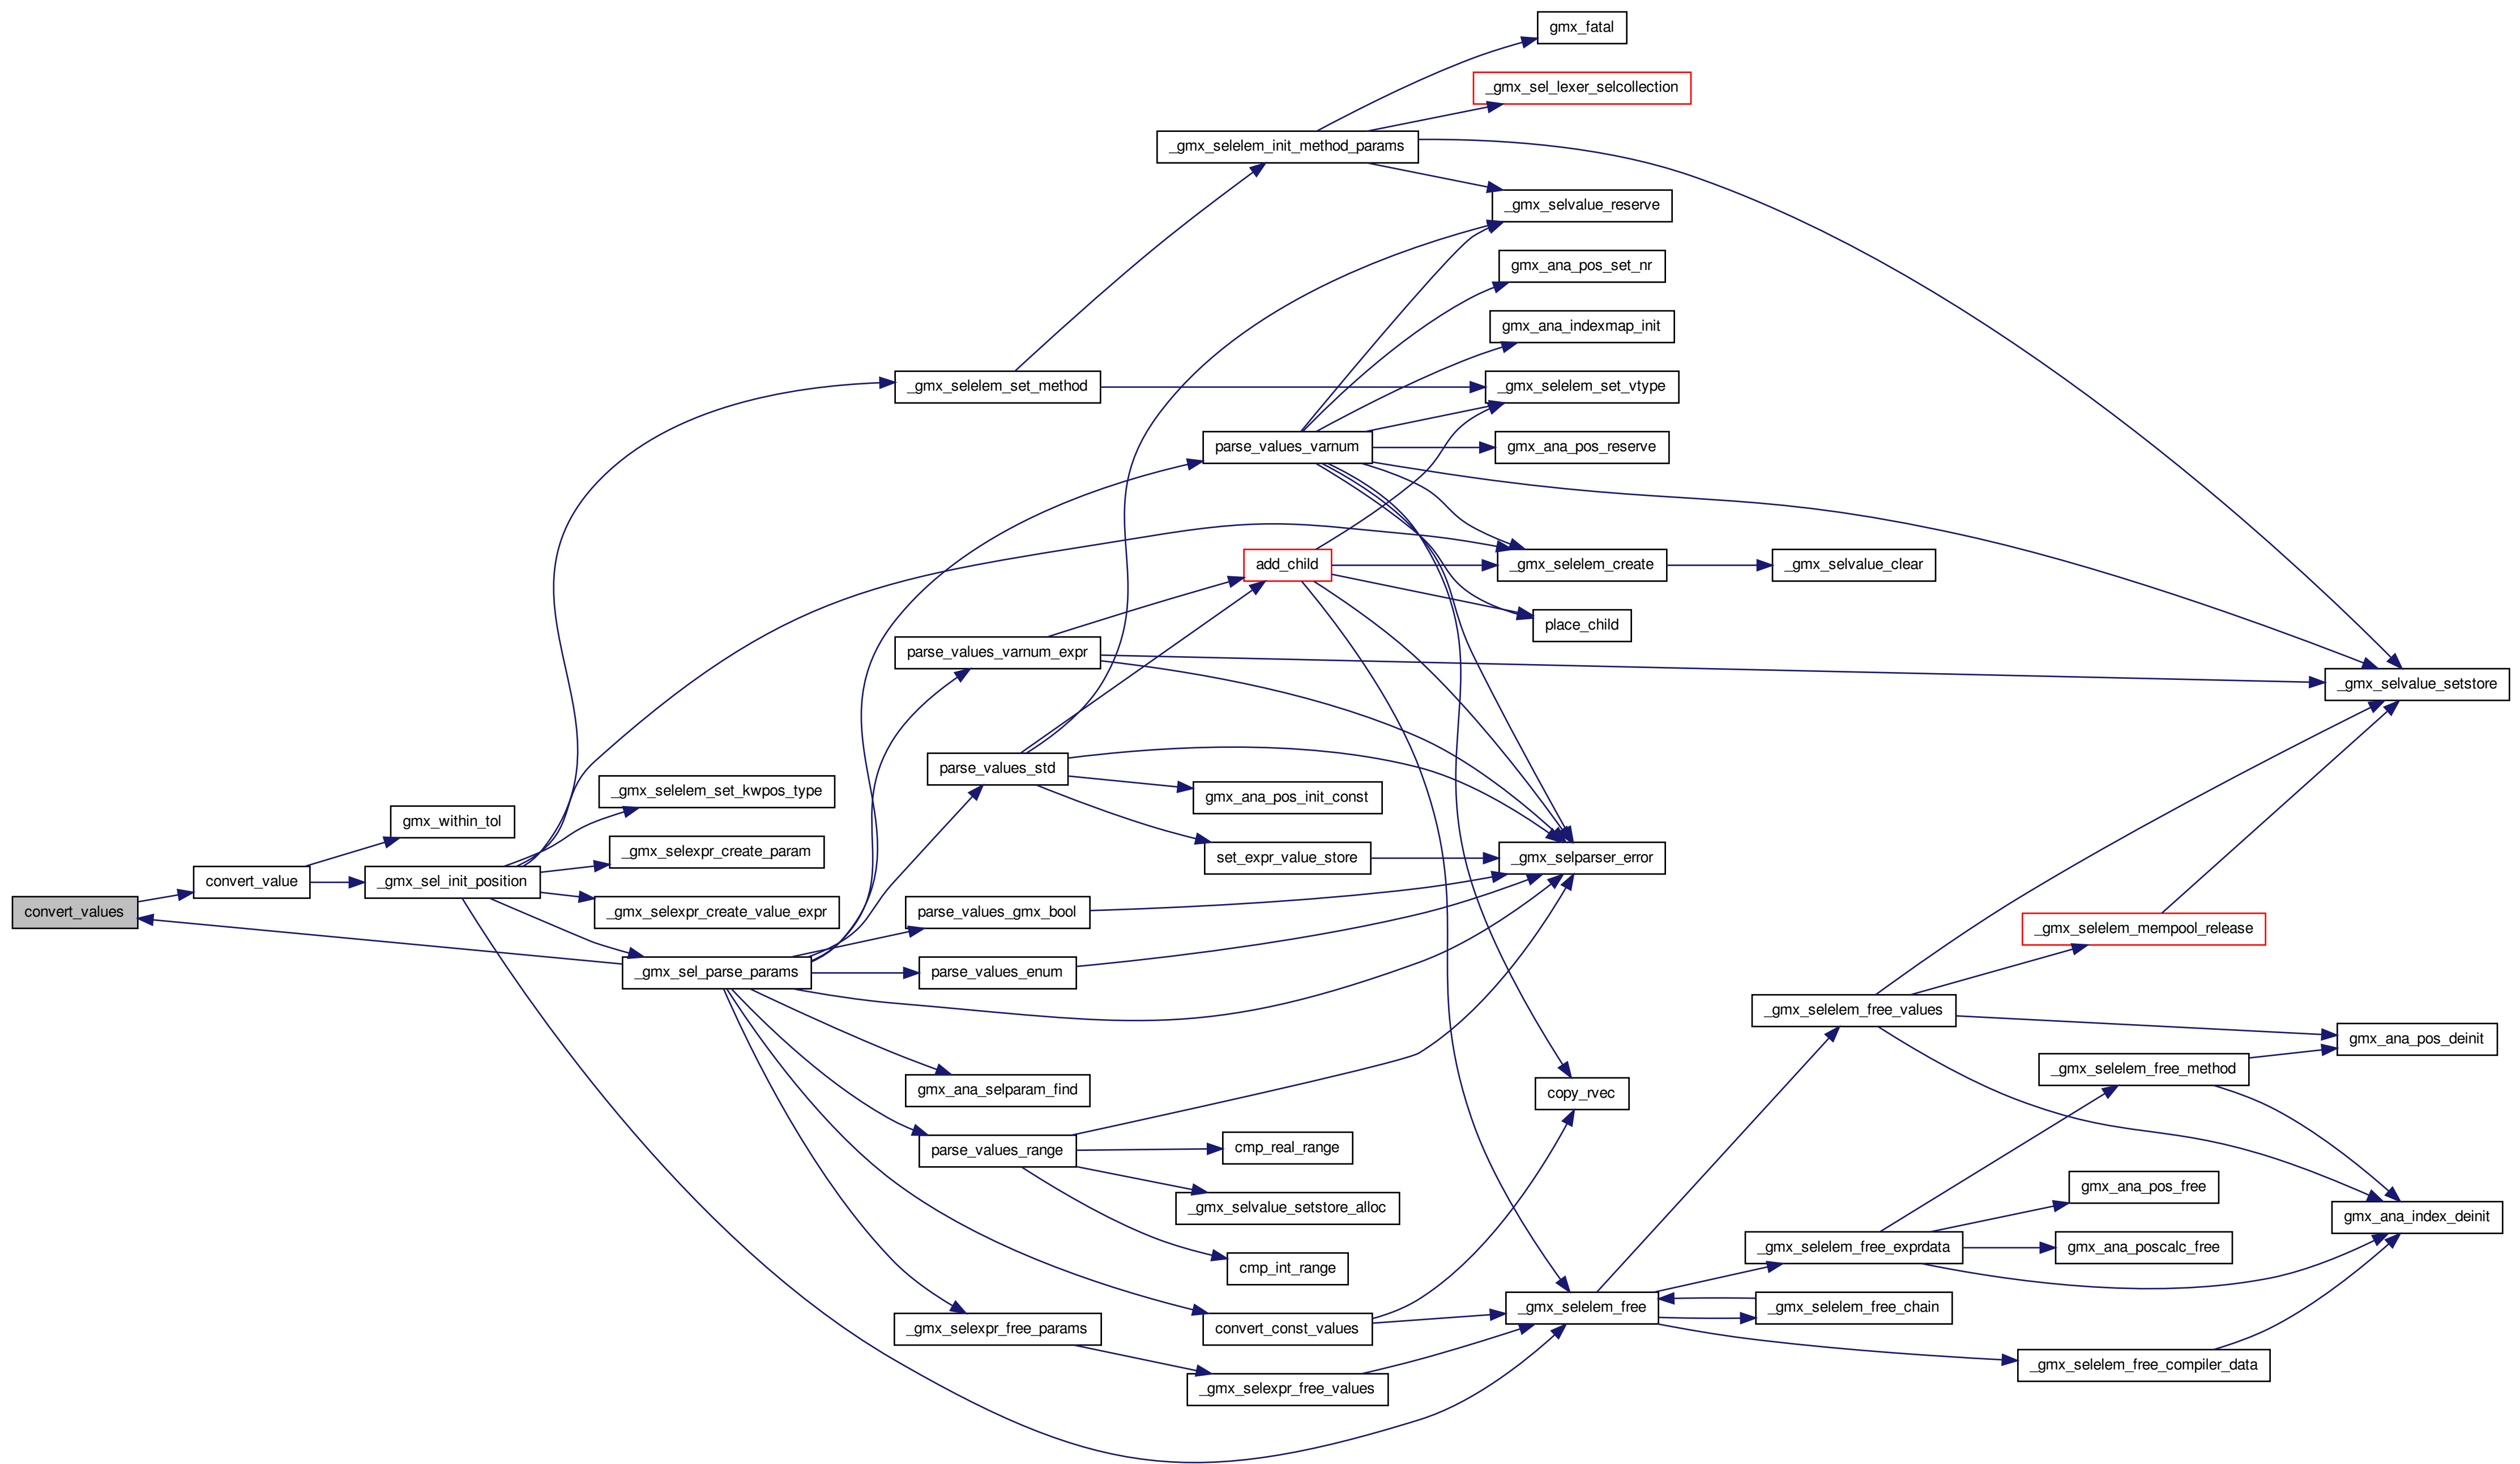 gmx_fatal
_gmx_sel_lexer_selcollection
_gmx_selelem_init_method_params
_gmx_selvalue_reserve
gmx_ana_pos_set_nr
gmx_ana_indexmap_init
_gmx_selelem_set_method
_gmx_selelem_set_vtype
parse_values_varnum
gmx_ana_pos_reserve
add_child
_gmx_selelem_create
_gmx_selvalue_clear
place_child
parse_values_varnum_expr
_gmx_selvalue_setstore
parse_values_std
_gmx_selelem_set_kwpos_type
gmx_ana_pos_init_const
gmx_within_tol
_gmx_selexpr_create_param
set_expr_value_store
_gmx_selparser_error
convert_value
_gmx_sel_init_position
convert_values
_gmx_selexpr_create_value_expr
parse_values_gmx_bool
_gmx_selelem_mempool_release
_gmx_sel_parse_params
parse_values_enum
_gmx_selelem_free_values
gmx_ana_pos_deinit
_gmx_selelem_free_method
gmx_ana_selparam_find
copy_rvec
parse_values_range
cmp_real_range
gmx_ana_pos_free
_gmx_selvalue_setstore_alloc
gmx_ana_index_deinit
_gmx_selelem_free_exprdata
gmx_ana_poscalc_free
cmp_int_range
_gmx_selelem_free
_gmx_selelem_free_chain
_gmx_selexpr_free_params
convert_const_values
_gmx_selelem_free_compiler_data
_gmx_selexpr_free_values